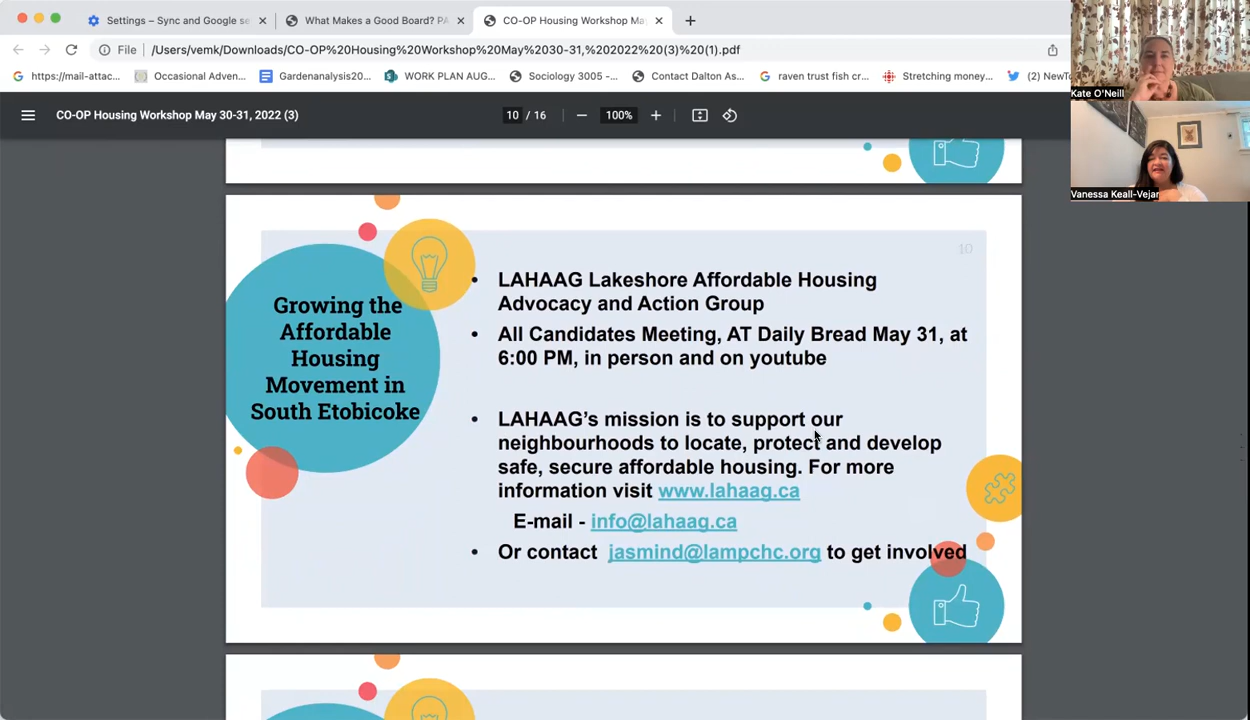 Settings – Sync and Google se
What Makes a Good Board? PA
CO-OP Housing Workshop Ma
File
/Users/vemk/Downloads/CO-OP%20Housing%20Workshop%20May%2030-31,%202022%20(3)%20(1).pdf
https://mail-attac...
Occasional Adven...
Gardenanalysis20...
WORK PLAN AUG...
Sociology 3005 -...
Contact Dalton As...
raven trust fish cr...
Stretching money...
(2) NewTo
Kate O'Neill
Vanessa Keall-Vejar
CO-OP Housing Workshop May 30-31, 2022 (3)
10 / 16
100%
10
Growing the
Affordable
Housing
Movement in
South Etobicoke
• LAHAAG Lakeshore Affordable Housing
Advocacy and Action Group
• All Candidates Meeting, AT Daily Bread May 31, at
6:00 PM, in person and on youtube
• LAHAAG’s mission is to support our
neighbourhoods to locate, protect and develop
safe, secure affordable housing. For more
information visit www.lahaag.ca
E-mail - info@lahaag.ca
• Or contact jasmind@lampchc.org to get involved